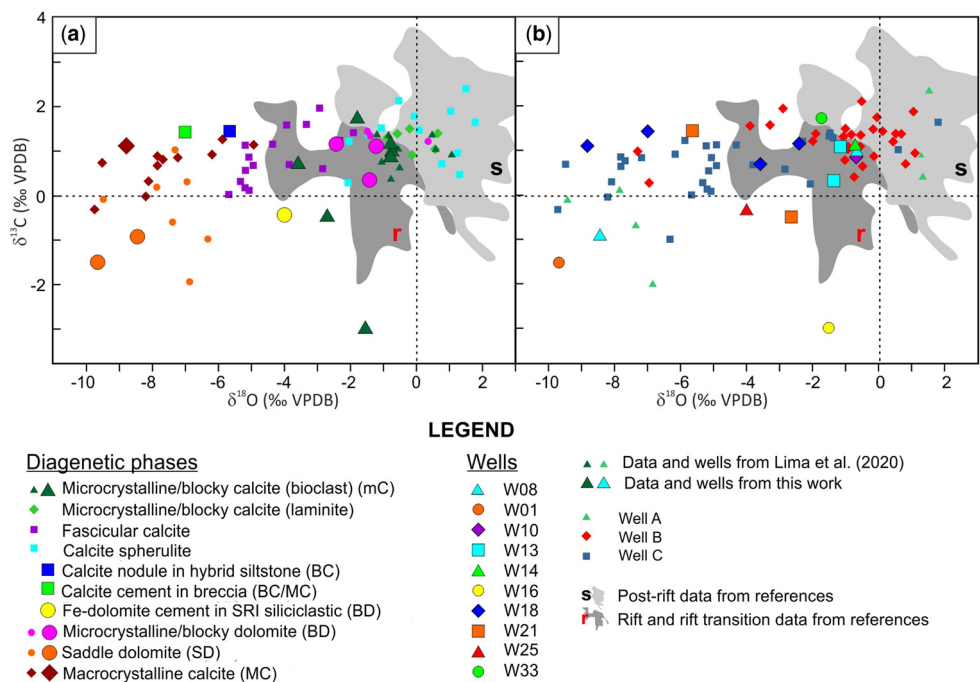 (a)
(b)
4
2
0
-2
δ13C (‰ VPDB)
s
r
s
r
-10 -8 -6 -4 -2 0 2
-10 -8 -6 -4 -2 0 2
δ18O (‰ VPDB)
δ18O (‰ VPDB)
LEGEND
Diagenetic phases
Microcrystalline/blocky calcite (bioclast) (mC)
Microcrystalline/blocky calcite (laminite)
Fascicular calcite
Calcite spherulite
Calcite nodule in hybrid siltstone (BC)
Calcite cement in breccia (BC/MC)
Fe-dolomite cement in SRI siliciclastic (BD)
Microcrystalline/blocky dolomite (BD)
Saddle dolomite (SD)
Macrocrystalline calcite (MC)
Wells
W08
W01
W10
W13
W14
W16
W18
W21
W25
W33
Data and wells from Lima et al. (2020)
Data and wells from this work
Well A
Well B
Well C
s Post-rift data from references
r Rift and rift transition data from references